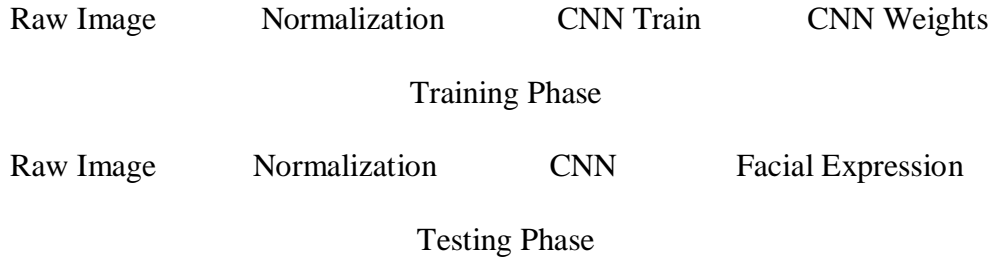 Raw Image Normalization CNN Train CNN Weights
Training Phase
Raw Image Normalization CNN Facial Expression
Testing Phase